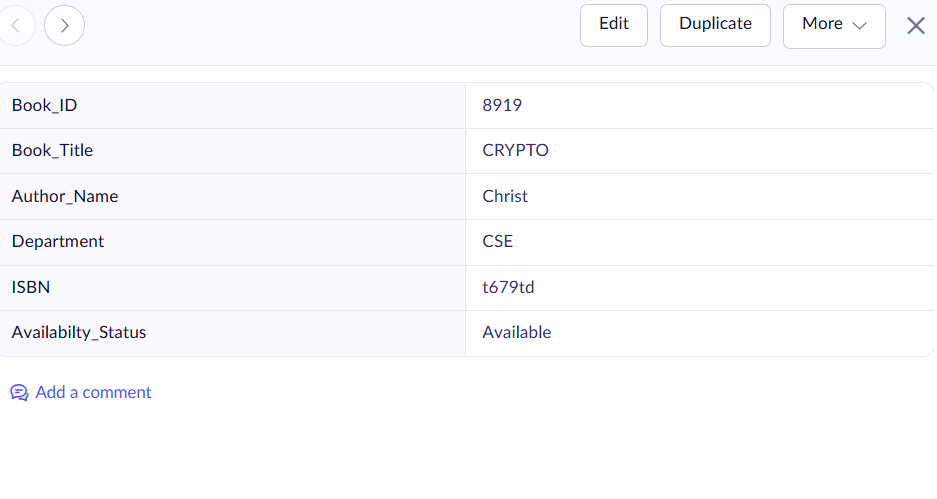 Edit Duplicate More
Book_ID 8919
Book_Title CRYPTO
Author_Name Christ
Department CSE
ISBN t679td
Availabilty_Status Available
Add a comment